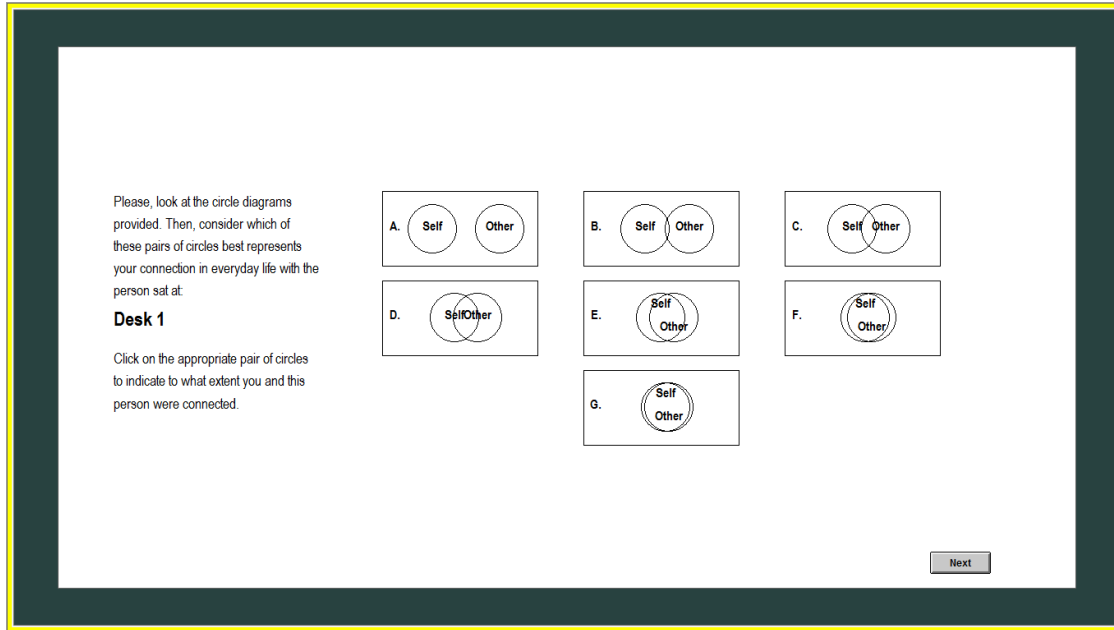 Please, look at the circle diagrams
provided. Then, consider which of
these pairs of circles best represents
your connection in everyday life with the
person sat at:
Desk 1
Click on the appropriate pair of circles
to indicate to what extent you and this
person were connected.
A. Self Other
B. Self Other
C. Self Other
D. Self Other
E. Self
Other
F. Self
Other
G. Self
Other
Next